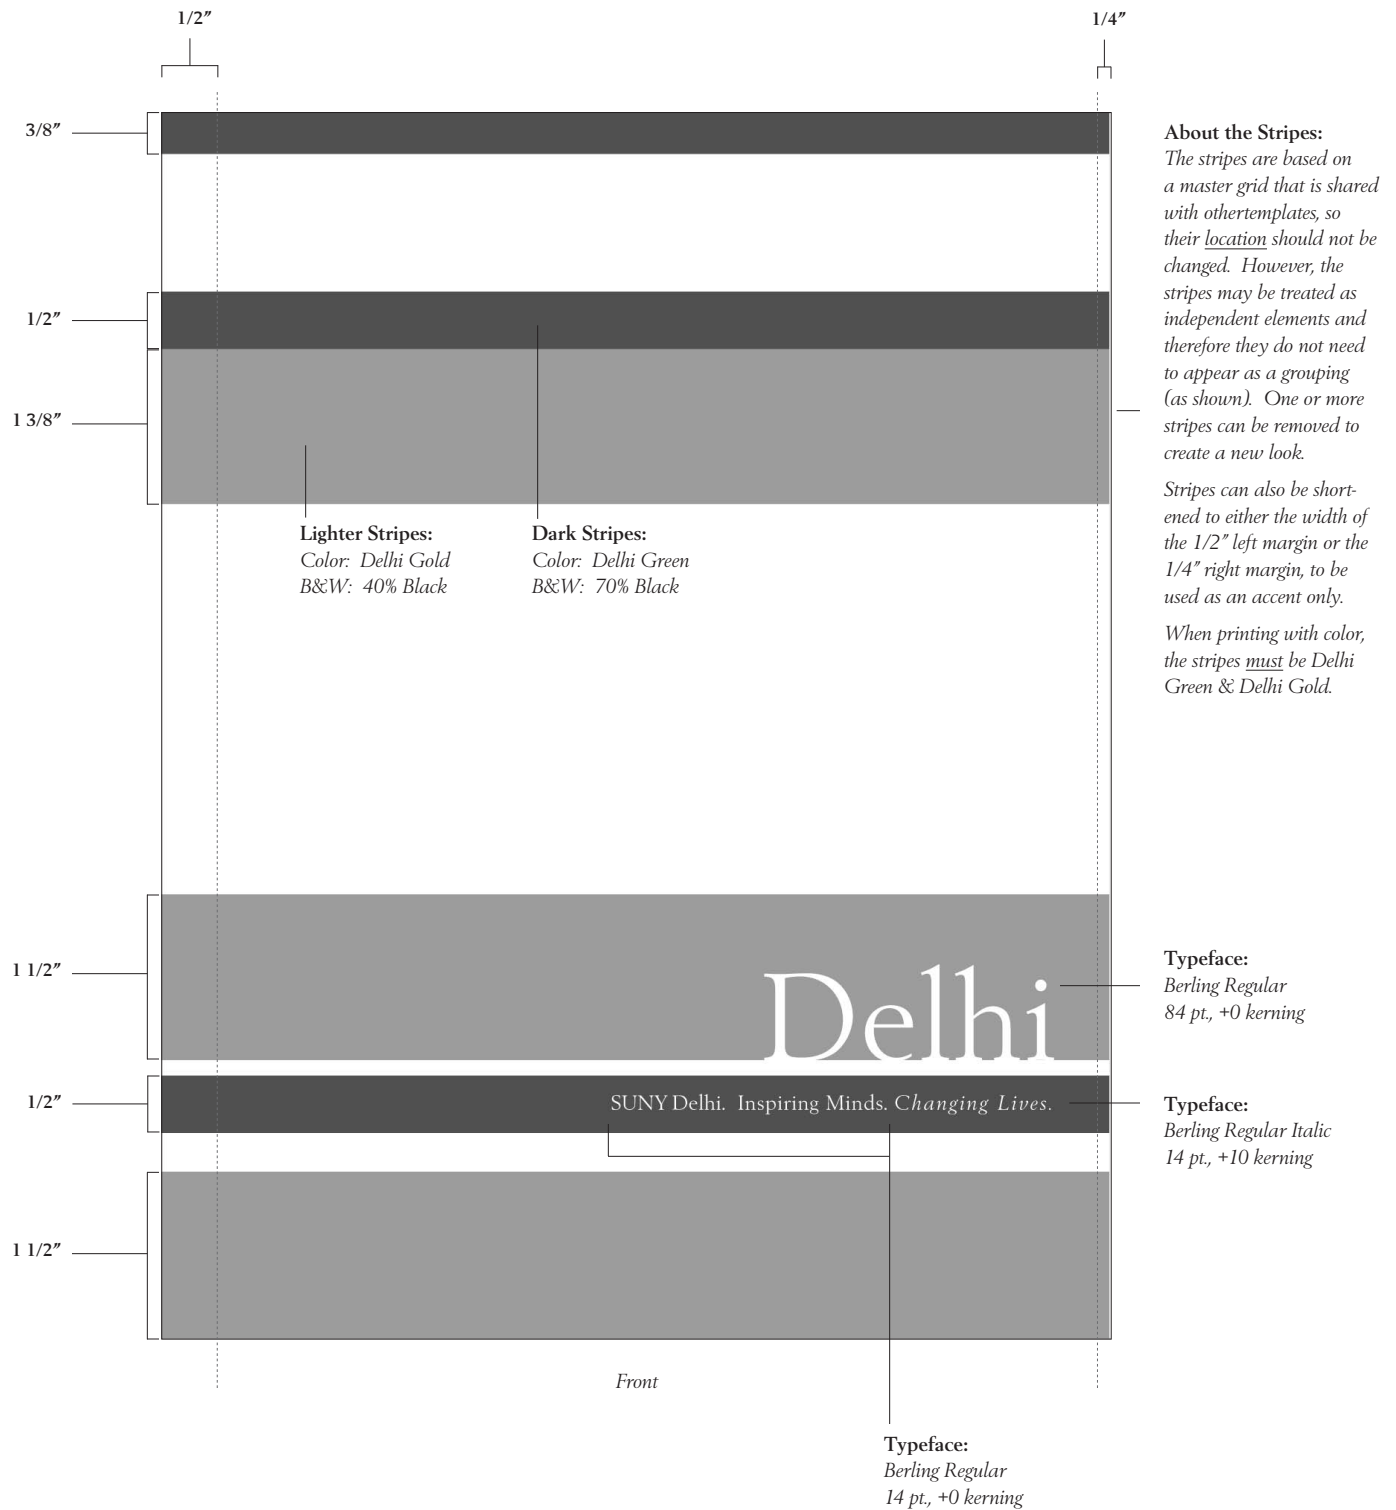 1/2"
1/4"
3/8"
1/2"
1 3/8"
About the Stripes:
The stripes are based on
a master grid that is shared
with othertemplates, so
their location should not be
changed.  However, the
stripes may be treated as
independent elements and
therefore they do not need
to appear as a grouping
(as shown).  One or more
stripes can be removed to
create a new look.
Stripes can also be short-
ened to either the width of
the 1/2" left margin or the
1/4" right margin, to be
used as an accent only.
When printing with color,
the stripes must be Delhi
Green & Delhi Gold.
Lighter Stripes:
Color:  Delhi Gold
B&W:  40% Black
Dark Stripes:
Color:  Delhi Green
B&W:  70% Black
1 1/2"
Delhi
Typeface:
Berling Regular
84 pt., +0 kerning
1/2"
SUNY Delhi.  Inspiring Minds. Changing Lives.
Typeface:
Berling Regular Italic
14 pt., +10 kerning
1 1/2"
Front
Typeface:
Berling Regular
14 pt., +0 kerning